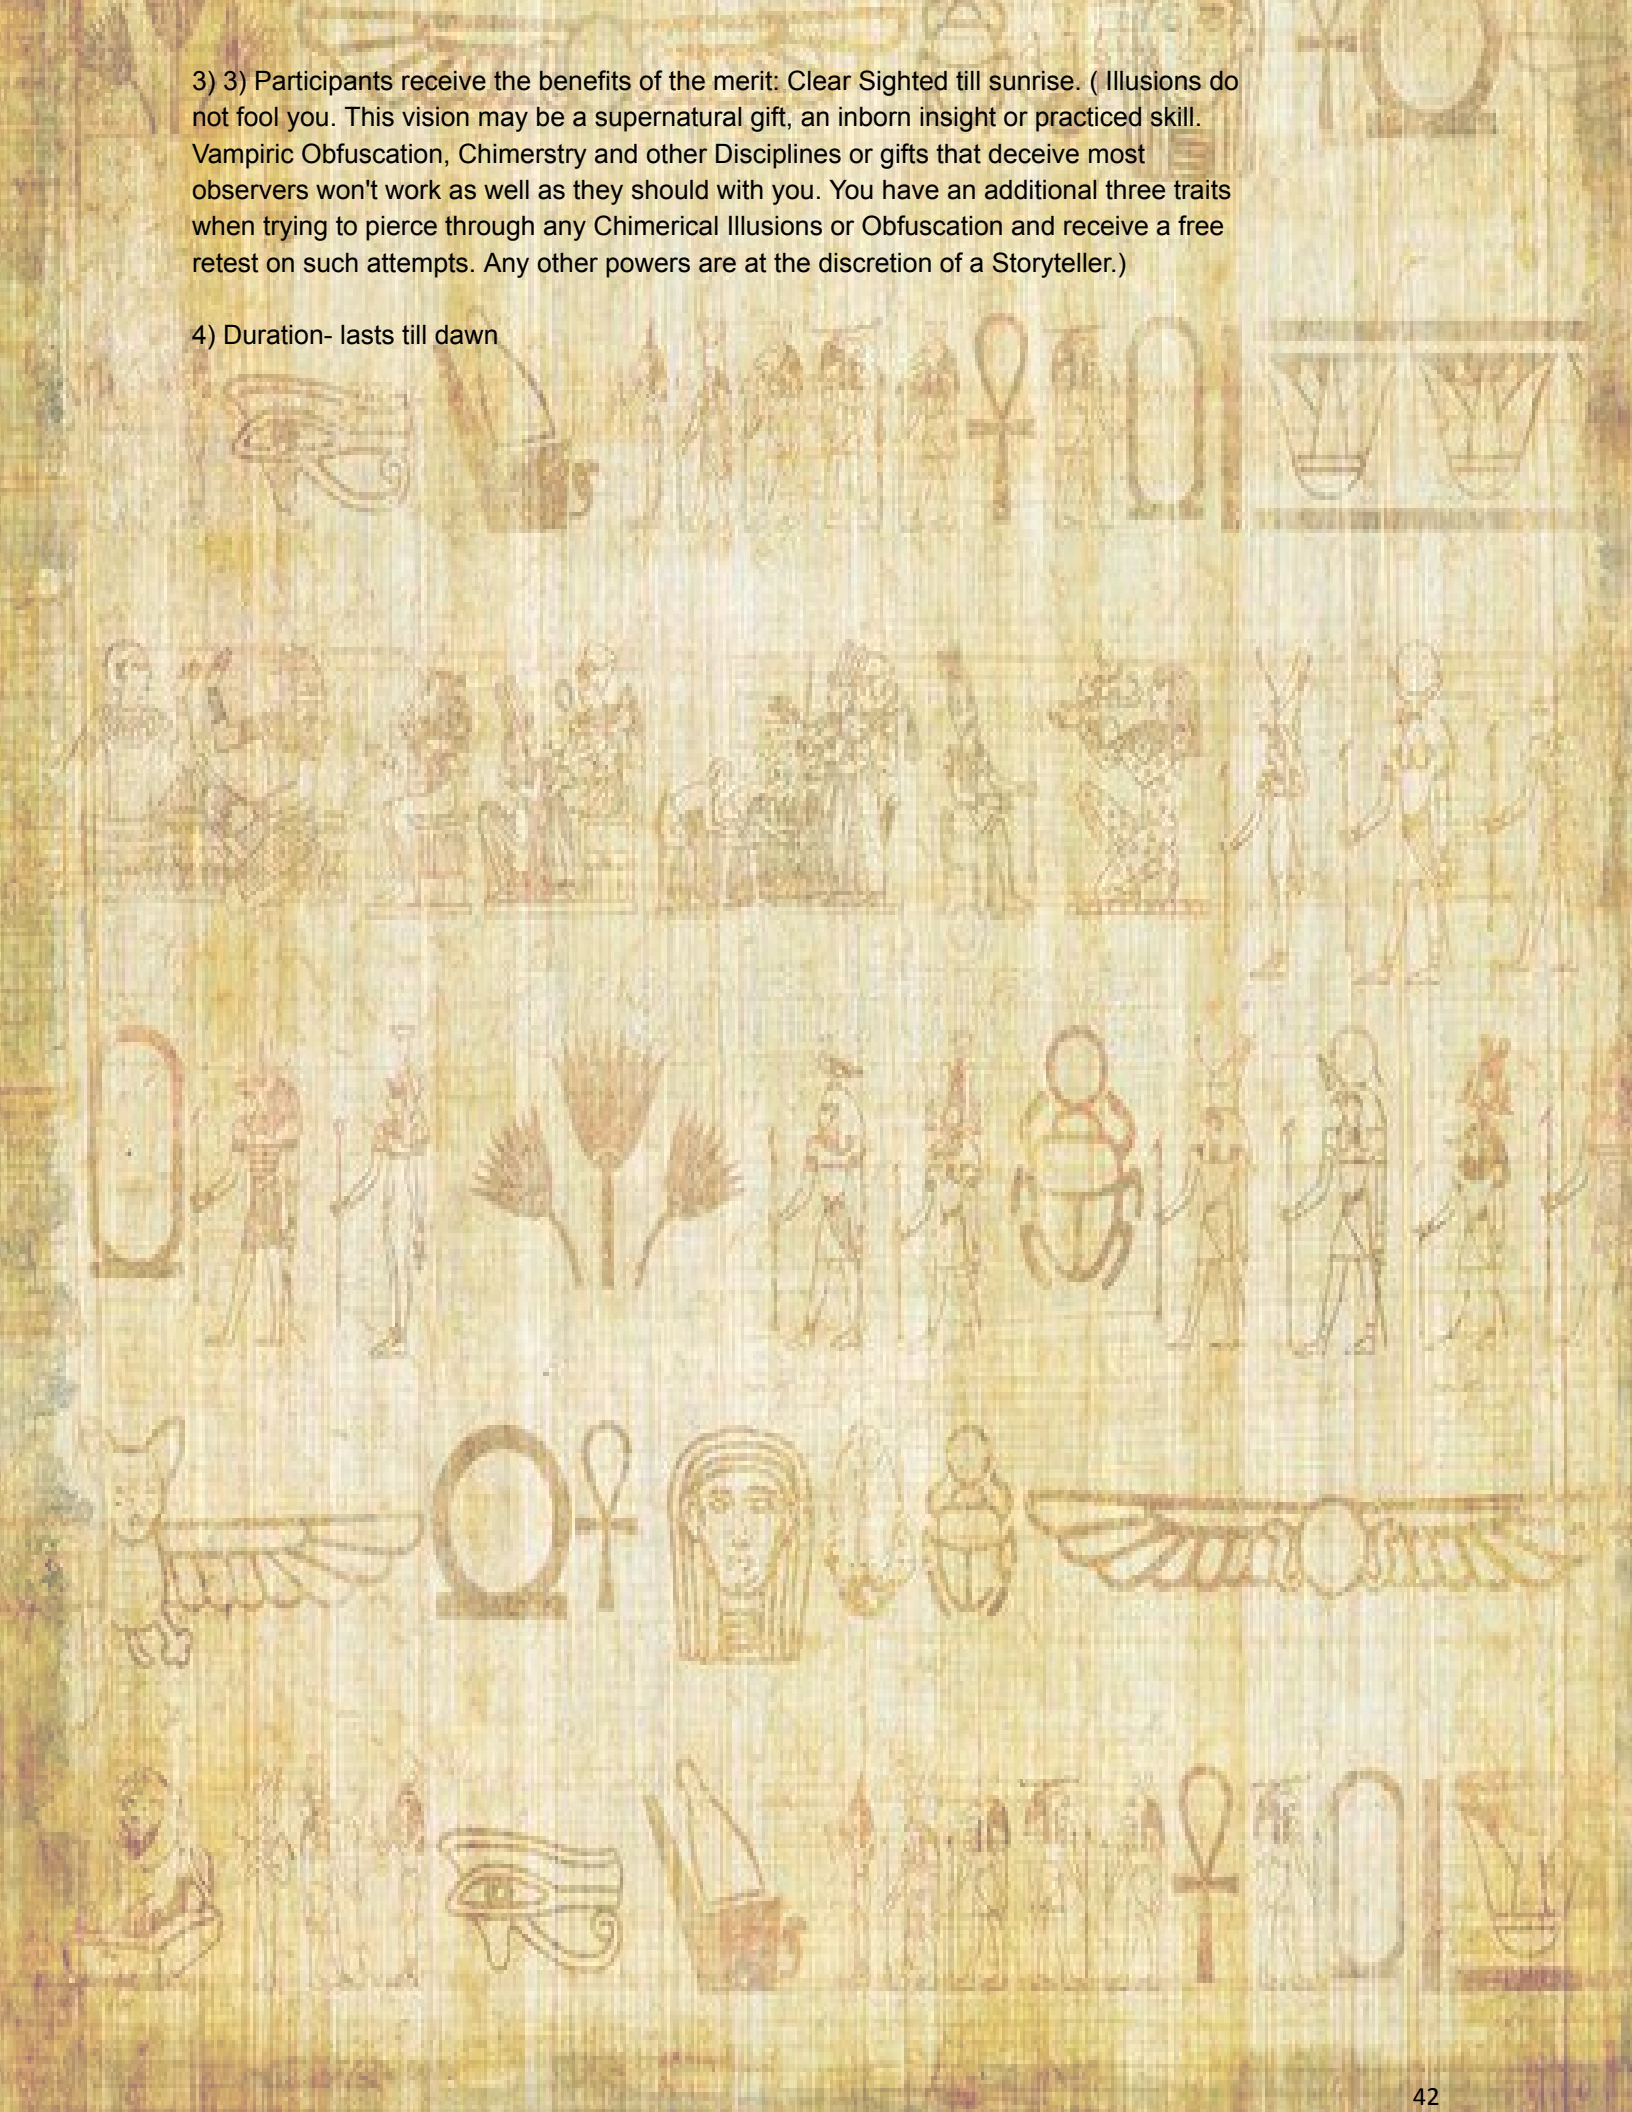 3) 3) Participants receive the benefits of the merit: Clear Sighted till sunrise. ( Illusions do
not fool you. This vision may be a supernatural gift, an inborn insight or practiced skill.
Vampiric Obfuscation, Chimerstry and other Disciplines or gifts that deceive most
observers won't work as well as they should with you. You have an additional three traits
when trying to pierce through any Chimerical Illusions or Obfuscation and receive a free
retest on such attempts. Any other powers are at the discretion of a Storyteller.)
4) Duration- lasts till dawn
42